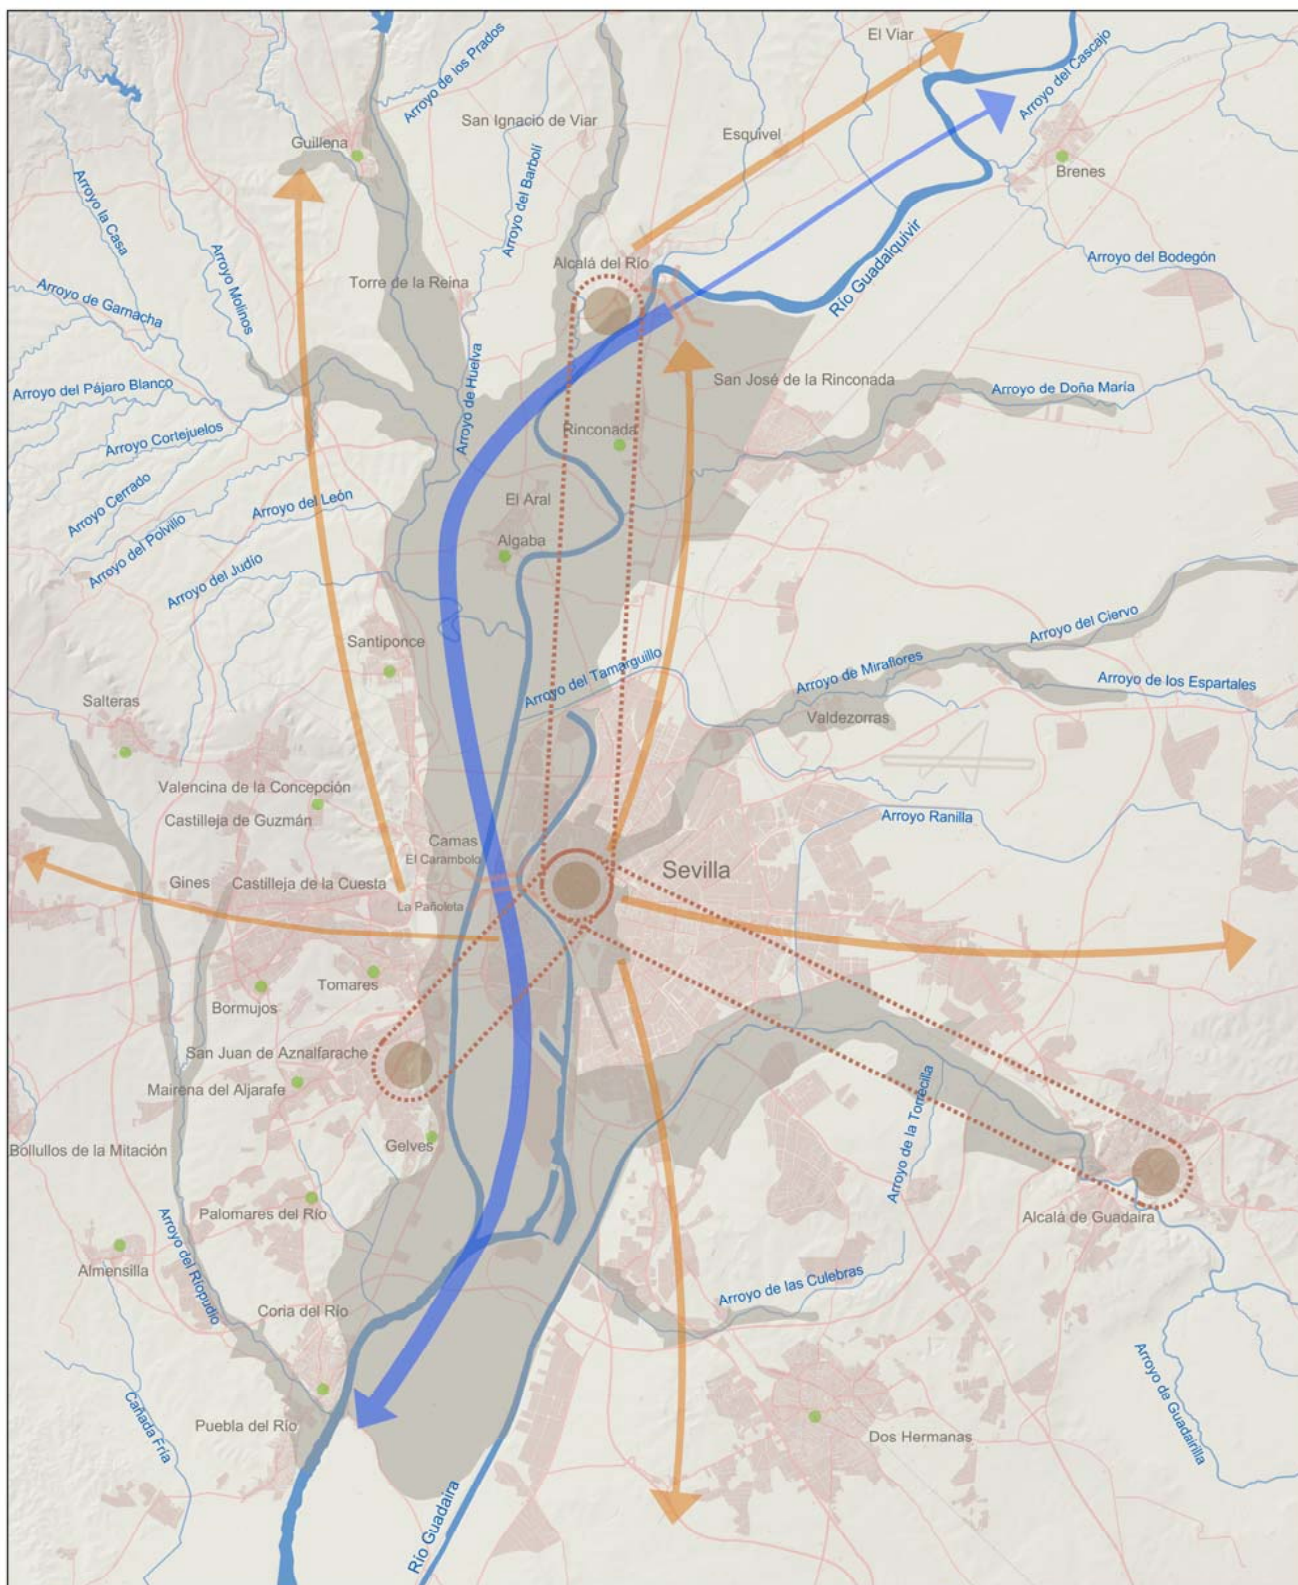 El Viar
Arroyo de los Prados
Arroyo del Cascajo
San Ignacio de Viar
Esquivel
Guillena
Brenes
Arroyo la Casa
Arroyo Molinos
Arroyo del Barboli
Alcalá del Río
Río Guadalquivir
Arroyo del Bodegón
Torre de la Reina
Arroyo de Garnacha
Arroyo de Huelva
San José de la Rinconada
Arroyo de Doña María
Arroyo del Pájaro Blanco
Arroyo Cortejuelos
Rinconada
Arroyo Cerrado
Arroyo del León
El Aral
Arroyo del Polvillo
Algaba
Arroyo del Judío
Arroyo del Ciervo
Santiponce
Arroyo del Tamarguillo
Arroyo de Miraflores
Arroyo de los Espartales
Salteras
Valdezorras
Valencina de la Concepción
Castilleja de Guzmán
Arroyo Ranilla
Camas
El Carambolo
Sevilla
Gines
Castilleja de la Cuesta
La Pañoleta
Tomares
Bormujos
San Juan de Aznalfarache
Mairena del Aljarafe
Arroyo de la Torrecilla
Bollullos de la Mitación
Gelves
Palomares del Río
Alcalá de Guadaira
Arroyo del Riopudio
Almensilla
Arroyo de las Culebras
Coria del Río
Arroyo de Guadairilla
Cañada Fría
Puebla del Río
Dos Hermanas
Río Guadaira